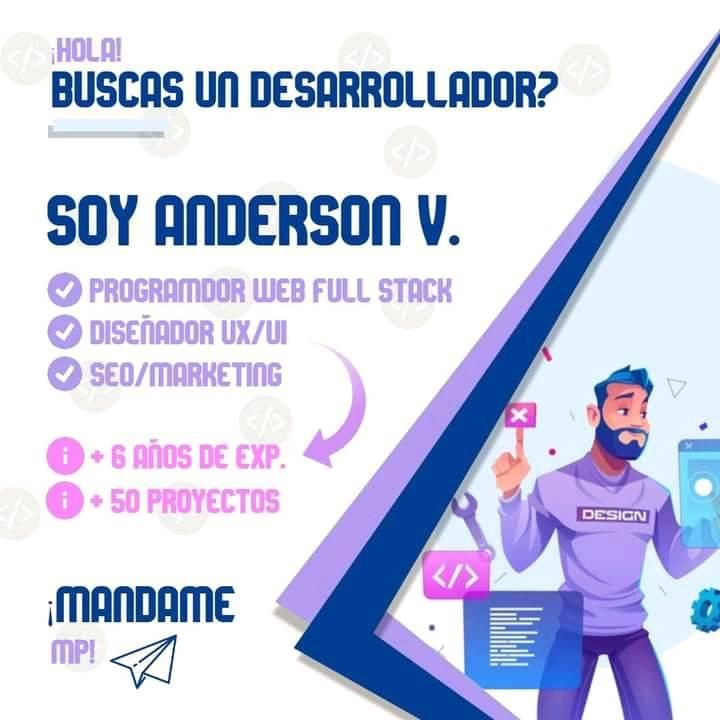 ¡HOLA!
BUSCAS UN DESARROLLADOR?
SOY ANDERSON V.
PROGRAMDOR WEB FULL STACK
DISEÑADOR UX/UI
SEO/MARKETING
+ 6 AÑOS DE EXP.
+ 50 PROYECTOS
DESIGN
</>
¡MANDAME
MP!